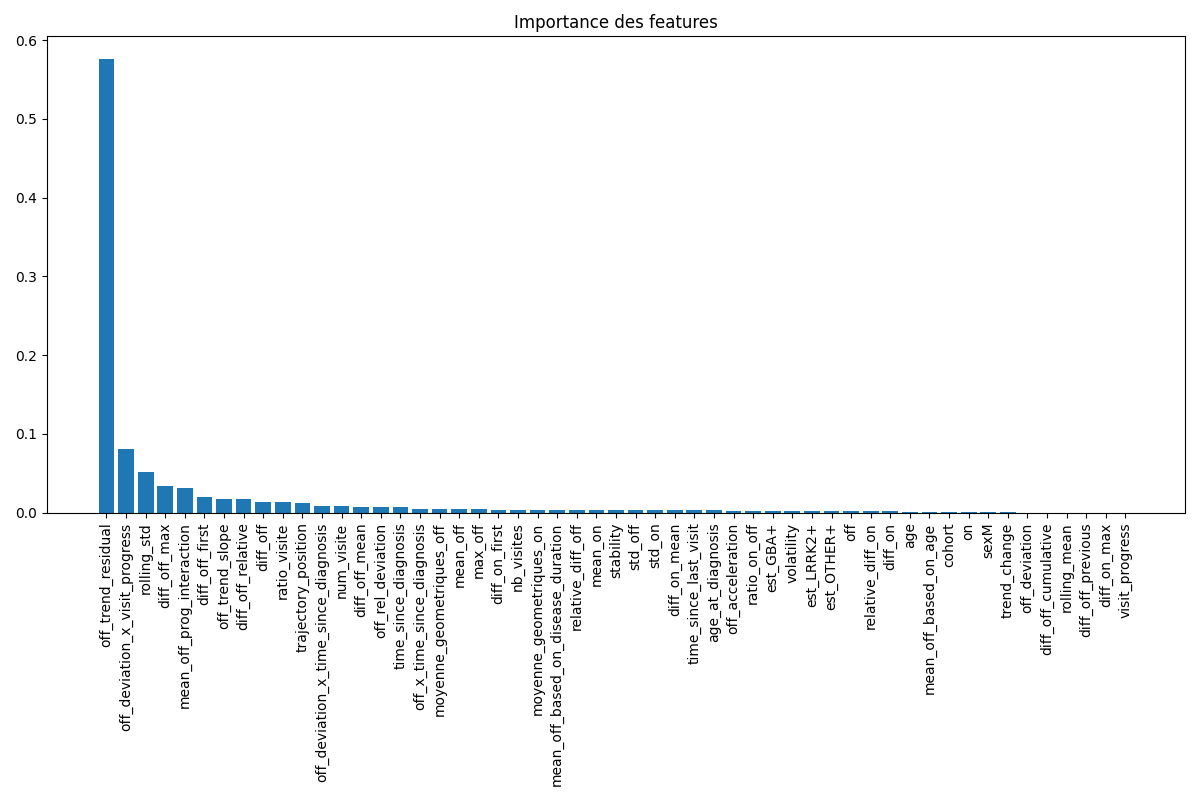 Importance des features
0.6
0.5
0.4
0.3
0.2
0.1
0.0
off_trend_residual
off_deviation_x_visit_progress
rolling_std
diff_off_max
mean_off_prog_interaction
diff_off_first
off_trend_slope
diff_off_relative
diff_off
ratio_visite
trajectory_position
off_deviation_x_time_since_diagnosis
num_visite
diff_off_mean
off_rel_deviation
time_since_diagnosis
off_x_time_since_diagnosis
moyenne_geometriques_off
mean_off
max_off
diff_on_first
nb_visites
moyenne_geometriques_on
mean_off_based_on_disease_duration
relative_diff_off
mean_on
stability
std_off
std_on
diff_on_mean
time_since_last_visit
age_at_diagnosis
off_acceleration
ratio_on_off
est_GBA+
volatility
est_LRRK2+
est_OTHER+
off
relative_diff_on
diff_on
age
mean_off_based_on_age
cohort
on
sexM
trend_change
off_deviation
diff_off_cumulative
rolling_mean
diff_off_previous
diff_on_max
visit_progress